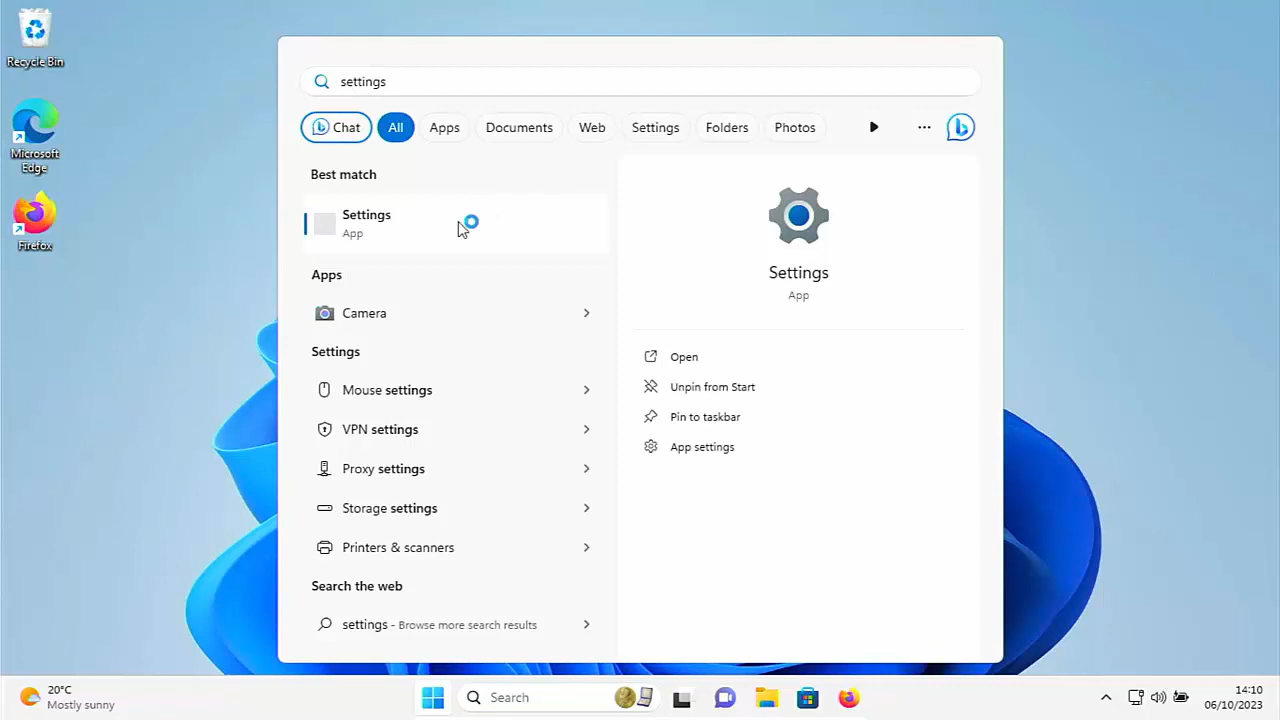 Recycle Bin
Microsoft
Edge
Firefox
settings
Chat
All
Apps
Documents
Web
Settings
Folders
Photos
Best match
Settings
App
Apps
Camera
Settings
Mouse settings
VPN settings
Proxy settings
Storage settings
Printers & scanners
Search the web
settings - Browse more search results
Settings
App
Open
Unpin from Start
Pin to taskbar
App settings
20°C
Mostly sunny
Search
14:10
06/10/2023